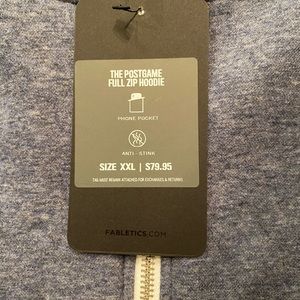 THE POSTGAME
FULL ZIP HOODIE
PHONE POCKET
ANTI - STINK
SIZE XXL | $79.95
TAG MUST REMAIN ATTACHED FOR EXCHANGES & RETURNS
FABLETICS.COM